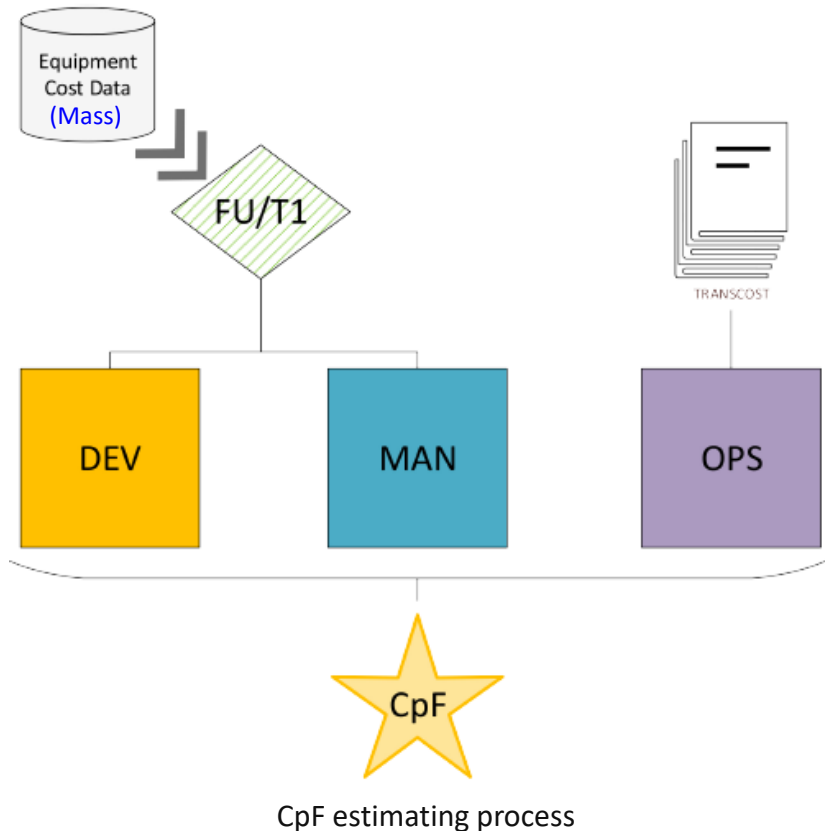 Equipment
Cost Data
(Mass)
FU/T1
TRANSCOST
DEV
MAN
OPS
CpF
CpF estimating process